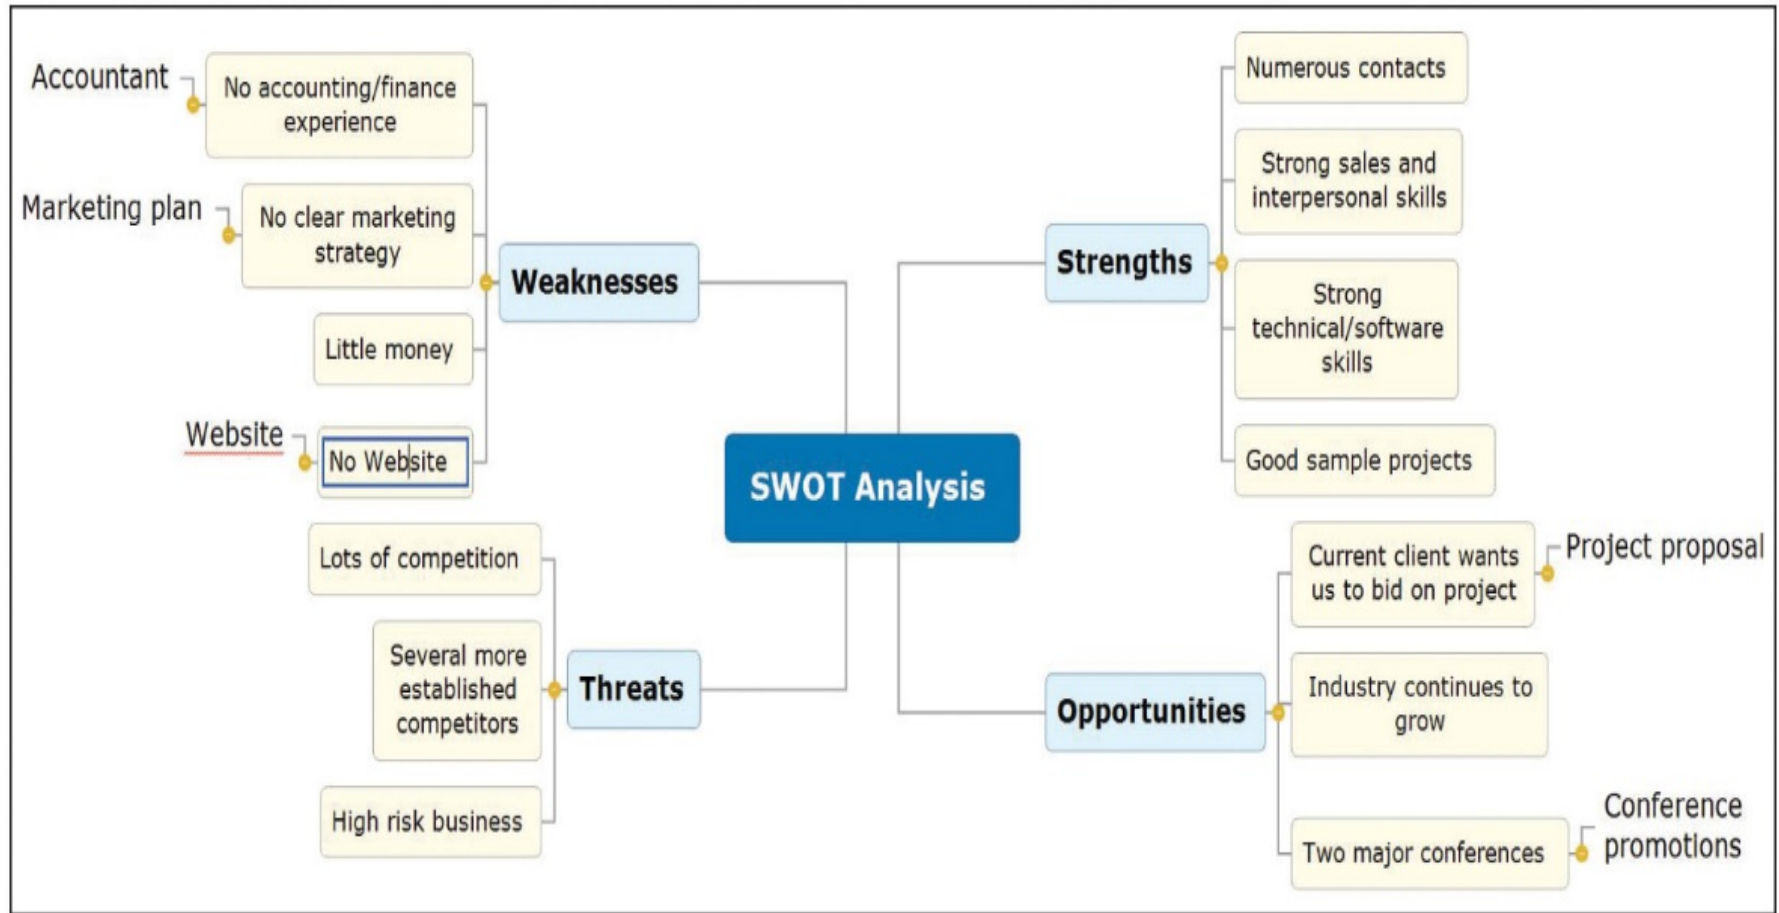 Accountant
No accounting/finance
experience
Marketing plan
No clear marketing
strategy
Weaknesses
Little money
Website
No Website
Lots of competition
Several more
established
competitors
Threats
High risk business
SWOT Analysis
Numerous contacts
Strong sales and
interpersonal skills
Strengths
Strong
technical/software
skills
Good sample projects
Current client wants
us to bid on project
Project proposal
Industry continues to
grow
Opportunities
Two major conferences
Conference
promotions